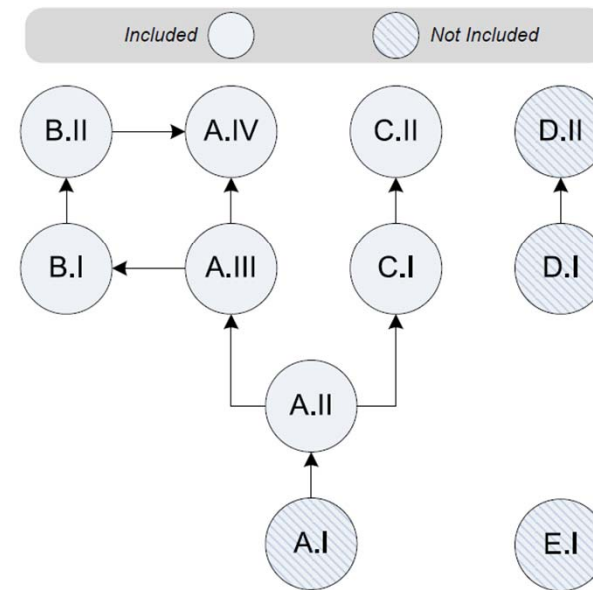 Included Not Included
B.II A.IV C.II D.II
B.I A.III C.I D.I
A.II
A.I E.I